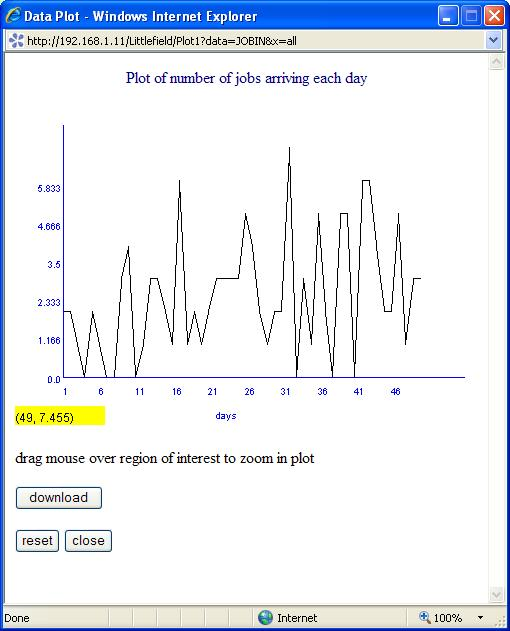 Data Plot - Windows Internet Explorer
http://192.168.1.11/Littlefield/Plot1?data=JOBIN&x=all
Plot of number of jobs arriving each day
5.833
4.666
3.5
2.333
1.166
0.0
1 6 11 16 21 26 31 36 41 46
(49, 7.455)
days
drag mouse over region of interest to zoom in plot
download
reset close
Done Internet 100%